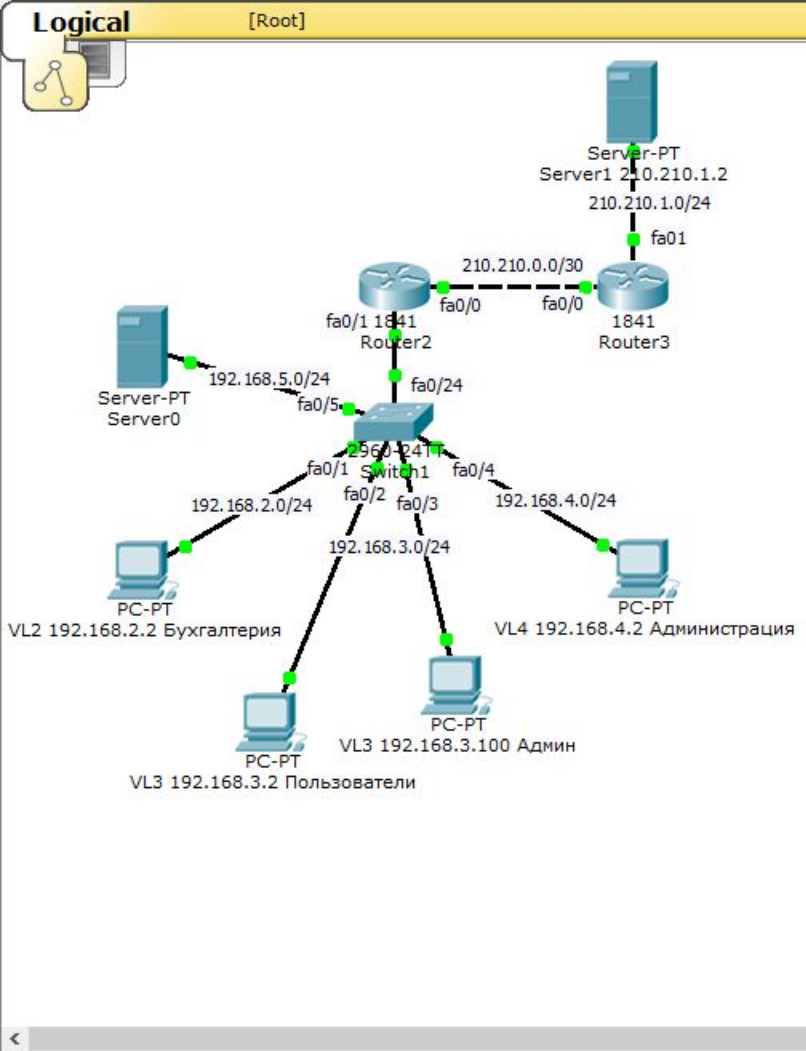 Logical
[Root]
Server-PT
Server1 210.210.1.2
210.210.1.0/24
fa01
210.210.0.0/30
fa0/0
fa0/0
fa0/1 1841
Router2
1841
Router3
fa0/24
192.168.5.0/24
Server-PT
Server0
fa0/5
2960-24TT
Switch1
fa0/1
fa0/2
fa0/3
fa0/4
192.168.2.0/24
192.168.4.0/24
192.168.3.0/24
PC-PT
VL2 192.168.2.2 Бухгалтерия
PC-PT
VL4 192.168.4.2 Администрация
PC-PT
VL3 192.168.3.100 Админ
PC-PT
VL3 192.168.3.2 Пользователи